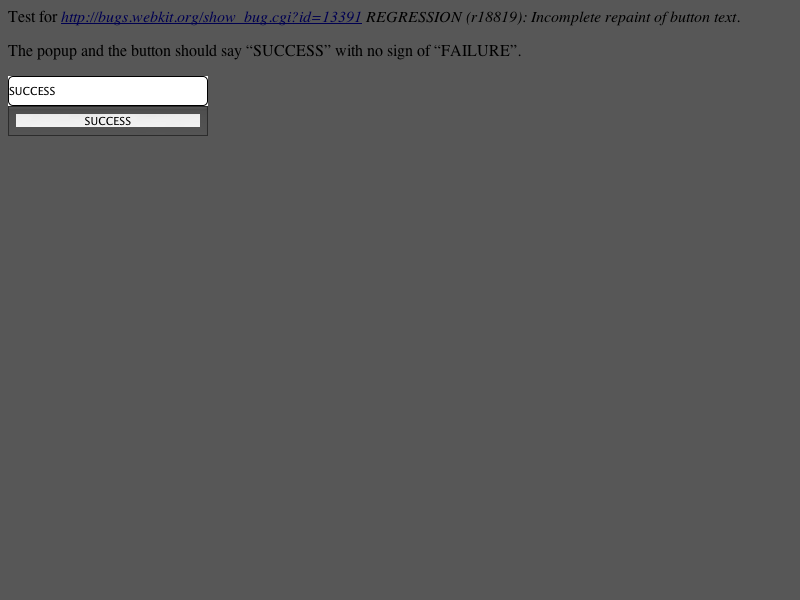 Test for http://bugs.webkit.org/show_bug.cgi?id=13391 REGRESSION (r18819): Incomplete repaint of button text.
The popup and the button should say “SUCCESS” with no sign of “FAILURE”.
SUCCESS
SUCCESS